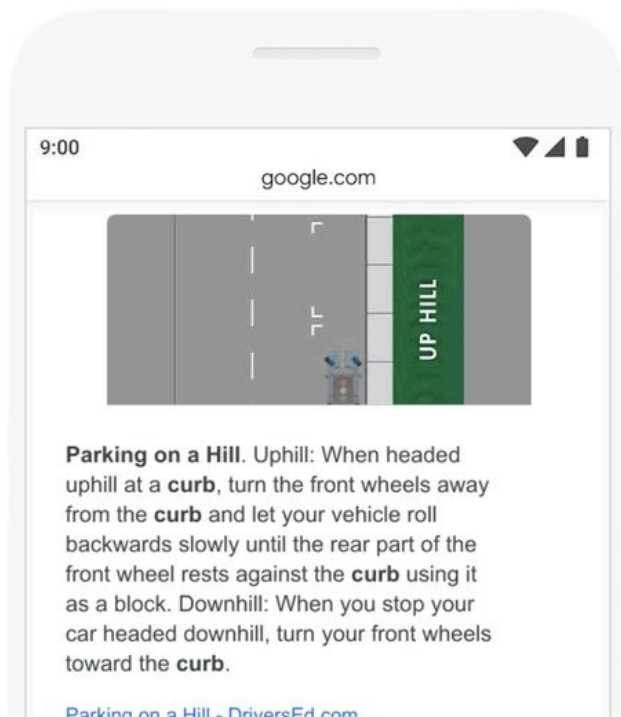 9:00
google.com
UP HILL
Parking on a Hill. Uphill: When headed
uphill at a curb, turn the front wheels away
from the curb and let your vehicle roll
backwards slowly until the rear part of the
front wheel rests against the curb using it
as a block. Downhill: When you stop your
car headed downhill, turn your front wheels
toward the curb.
Parking on a Hill - DriversEd.com